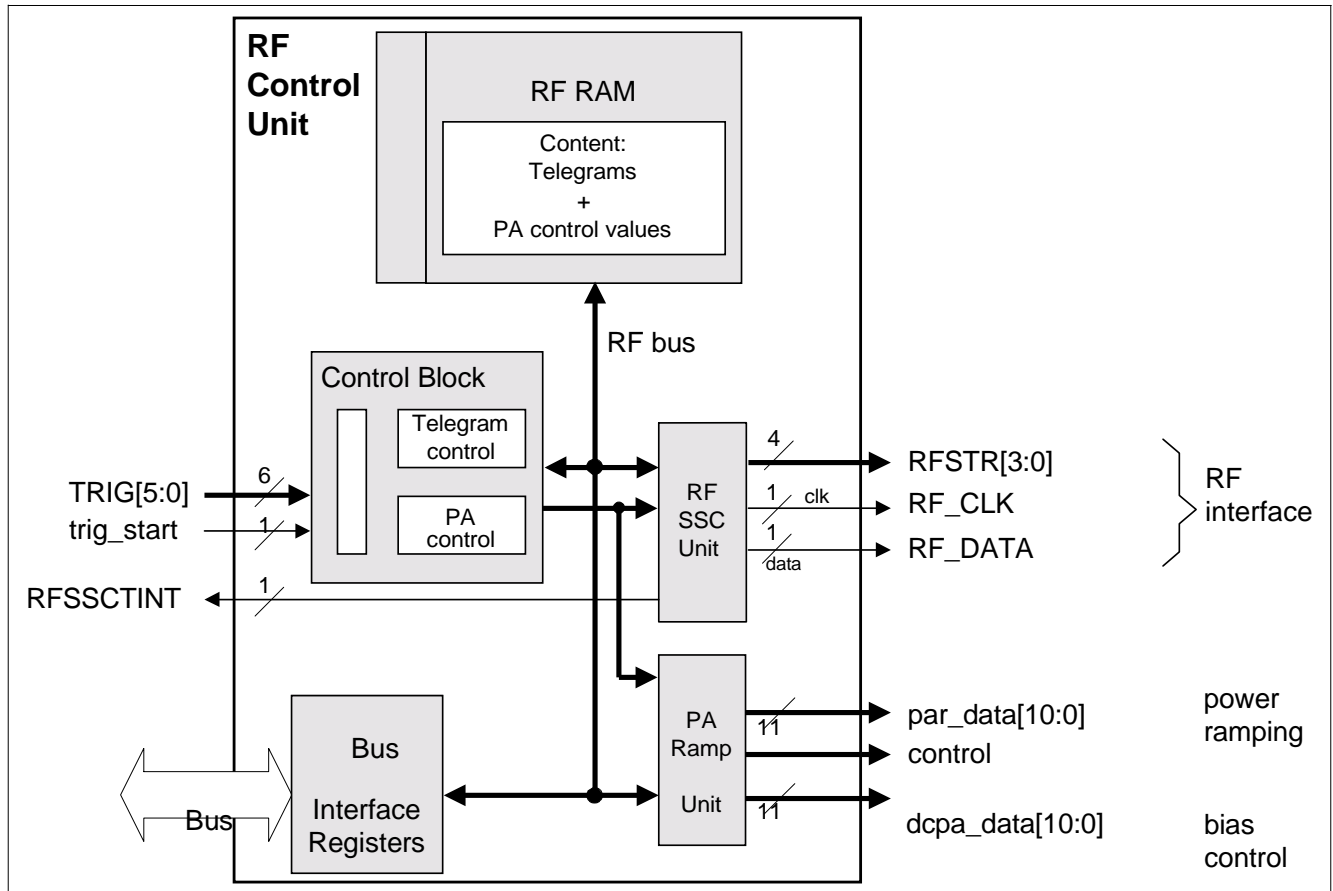 RF
Control
Unit
RF RAM
Content:
Telegrams
+
PA control values
RF bus
Control Block
Telegram
control
PA
control
TRIG[5:0]
6
trig_start
1
RFSSCTINT
1
RF
SSC
Unit
4
RFSTR[3:0]
1
clk
RF_CLK
1
data
RF_DATA
RF
interface
PA
Ramp
Unit
11
par_data[10:0]
control
11
dcpa_data[10:0]
power
ramping
bias
control
Bus
Bus
Interface
Registers